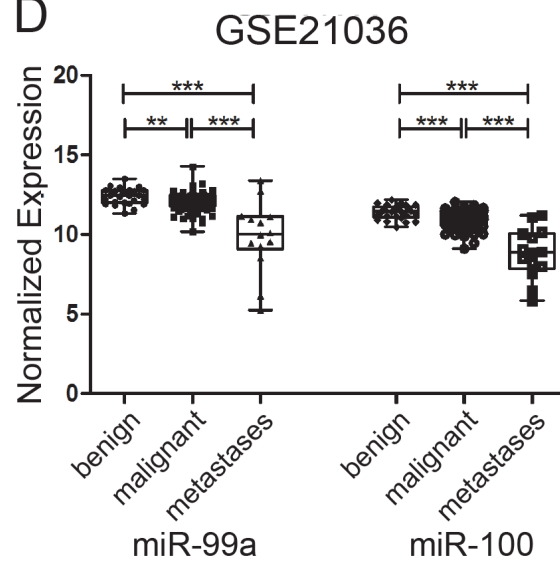 D
GSE21036
Normalized Expression
20
15
10
5
0
***
**
***
***
***
***
benign
malignant
metastases
benign
malignant
metastases
miR-99a
miR-100